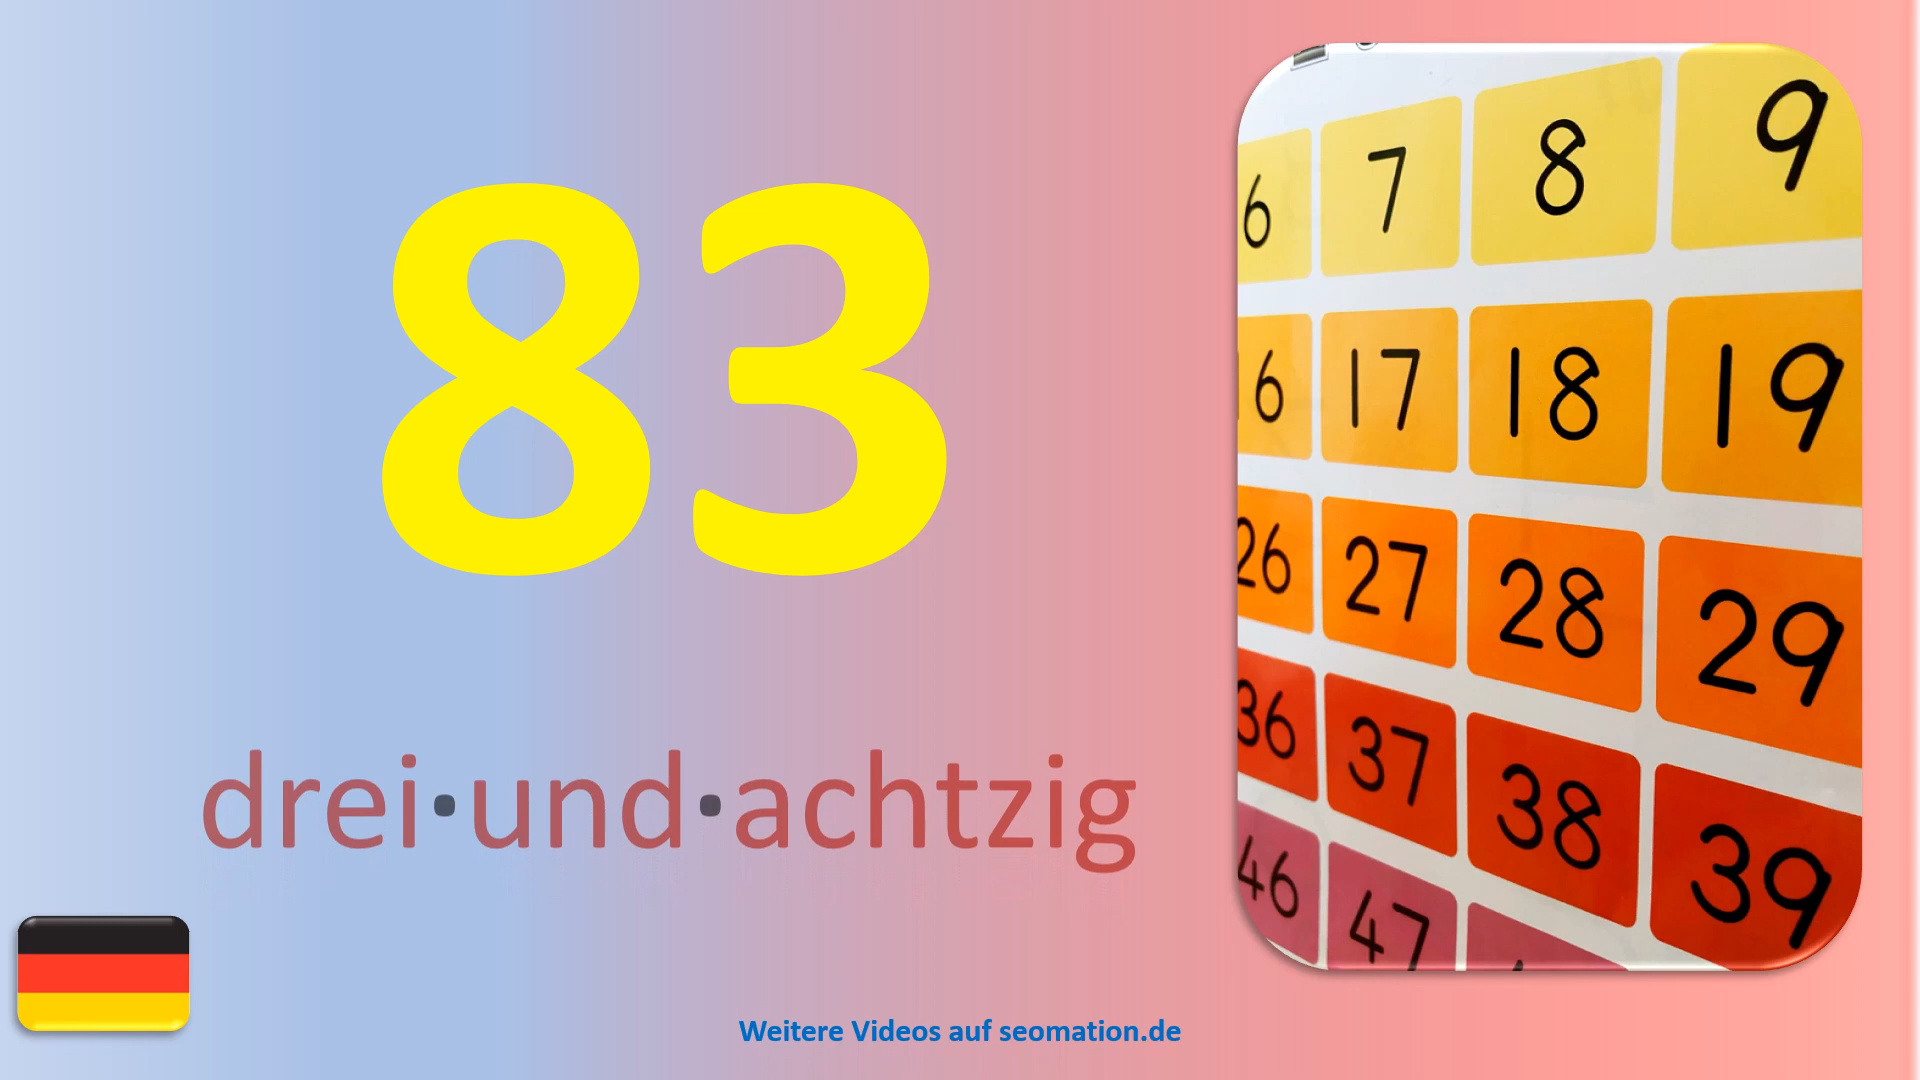 83
drei·und·achtzig
6 7 8 9
16 17 18 19
26 27 28 29
36 37 38 39
46 47
Weitere Videos auf seomation.de